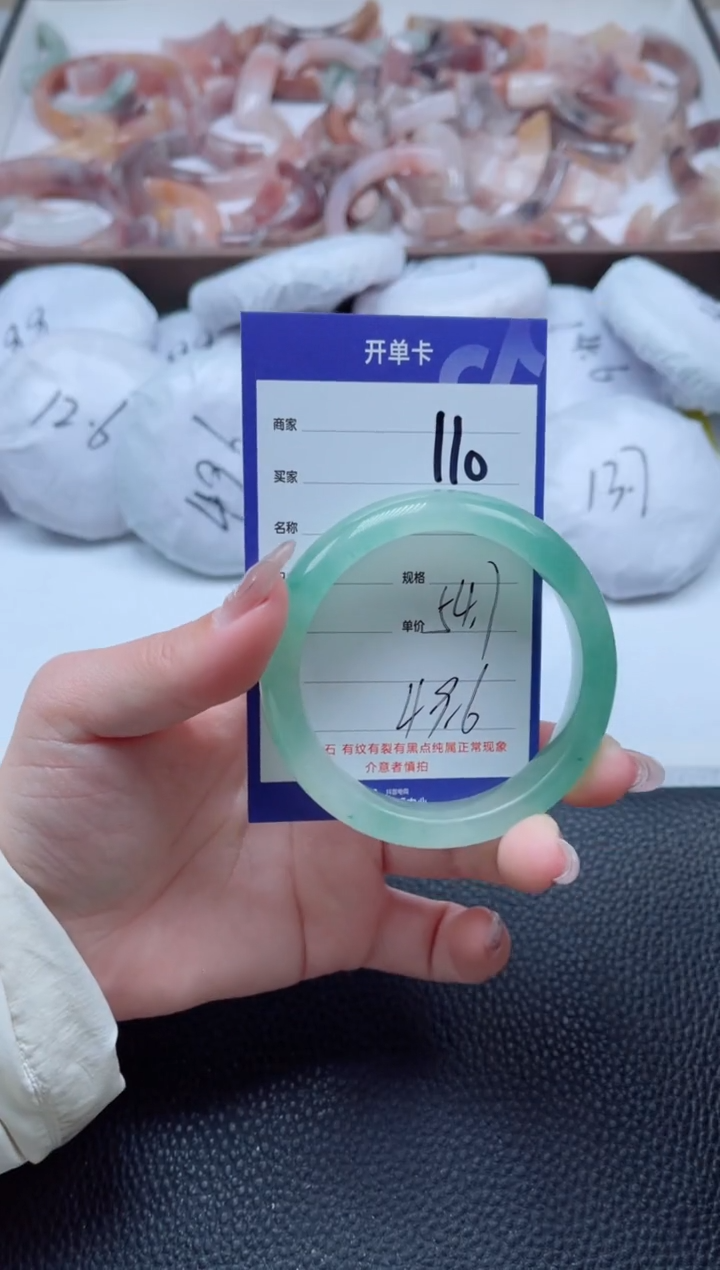 开单卡
商家
110
买家
名称
规格
54.7
单价
49.6
石 有纹有裂有黑点纯属正常现象
介意者慎拍
12.6
49.6
13.7